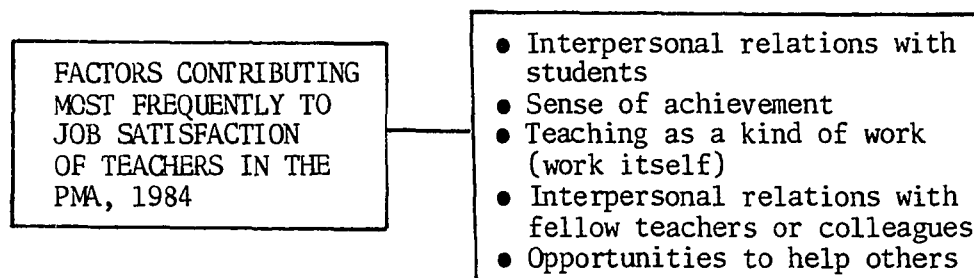 FACTORS CONTRIBUTING
MOST FREQUENTLY TO
JOB SATISFACTION
OF TEACHERS IN THE
PMA, 1984
• Interpersonal relations with
students
• Sense of achievement
• Teaching as a kind of work
(work itself)
• Interpersonal relations with
fellow teachers or colleagues
• Opportunities to help others